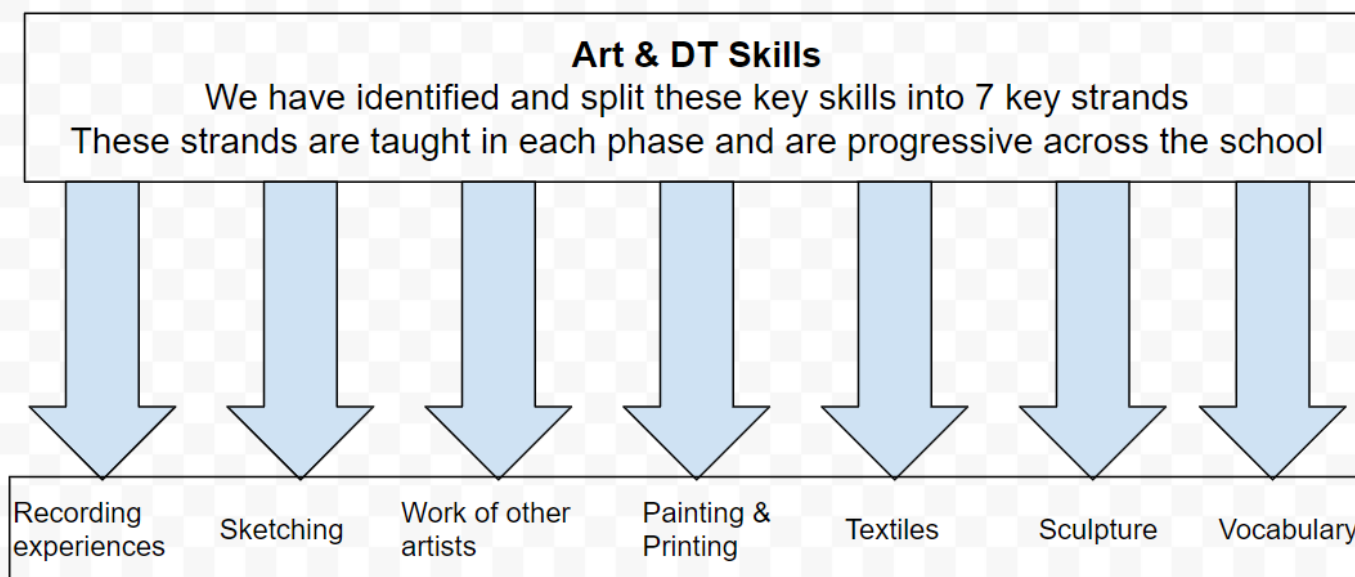 Art & DT Skills
We have identified and split these key skills into 7 key strands
These strands are taught in each phase and are progressive across the school
Recording
experiences
Sketching
Work of other
artists
Painting &
Printing
Textiles
Sculpture
Vocabulary